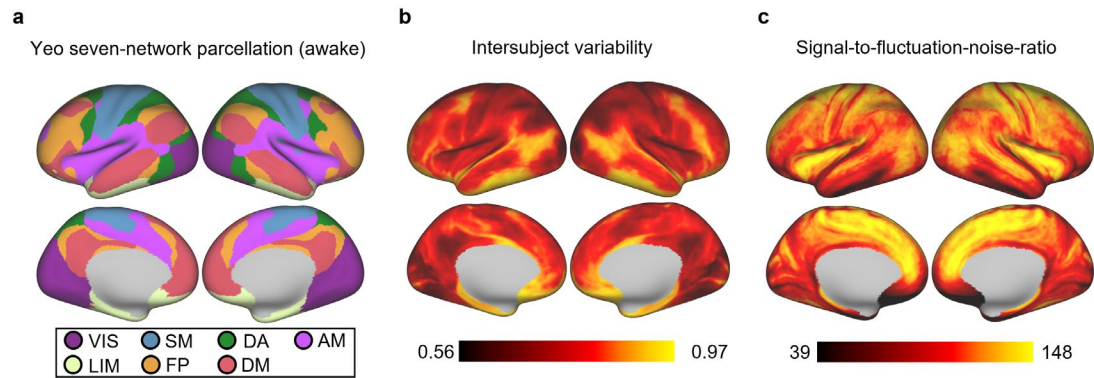 a
Yeo seven-network parcellation (awake)
VIS SM DA AM
LIM FP DM
b
Intersubject variability
0.56 0.97
c
Signal-to-fluctuation-noise-ratio
39 148